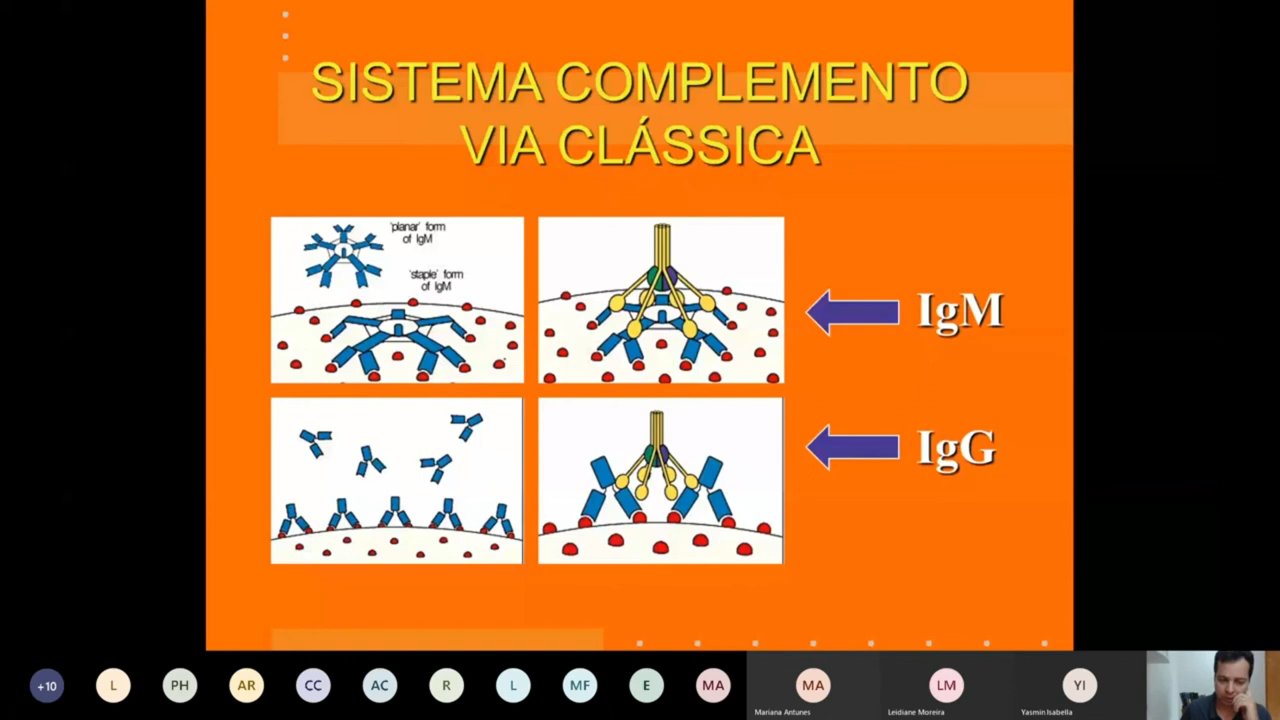 SISTEMA COMPLEMENTO
VIA CLÁSSICA
'planar' form
of IgM
'staple' form
of IgM
IgM
IgG
+10
L
PH
AR
CC
AC
R
L
MF
E
MA
MA
LM
YI
Mariana Antunes
Leidiane Moreira
Yasmin Isabella